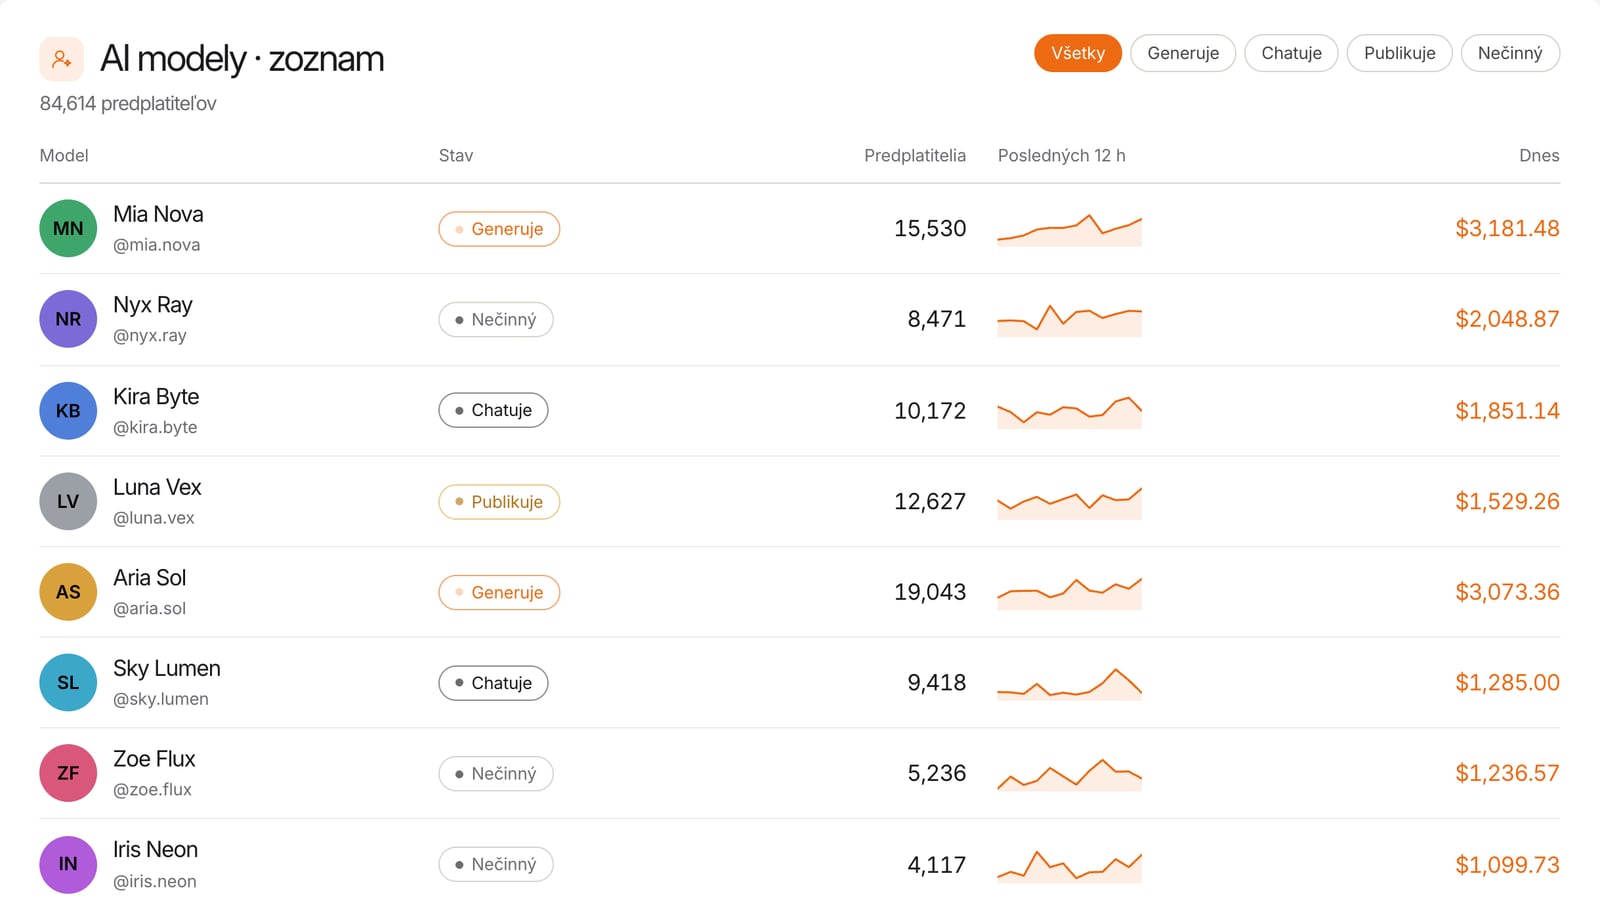 AI modely · zoznam
84,614 predplatiteľov
Všetky Generuje Chatuje Publikuje Nečinný
Model Stav Predplatitelia Posledných 12 h Dnes
MN Mia Nova @mia.nova Generuje 15,530 $3,181.48
NR Nyx Ray @nyx.ray Nečinný 8,471 $2,048.87
KB Kira Byte @kira.byte Chatuje 10,172 $1,851.14
LV Luna Vex @luna.vex Publikuje 12,627 $1,529.26
AS Aria Sol @aria.sol Generuje 19,043 $3,073.36
SL Sky Lumen @sky.lumen Chatuje 9,418 $1,285.00
ZF Zoe Flux @zoe.flux Nečinný 5,236 $1,236.57
IN Iris Neon @iris.neon Nečinný 4,117 $1,099.73